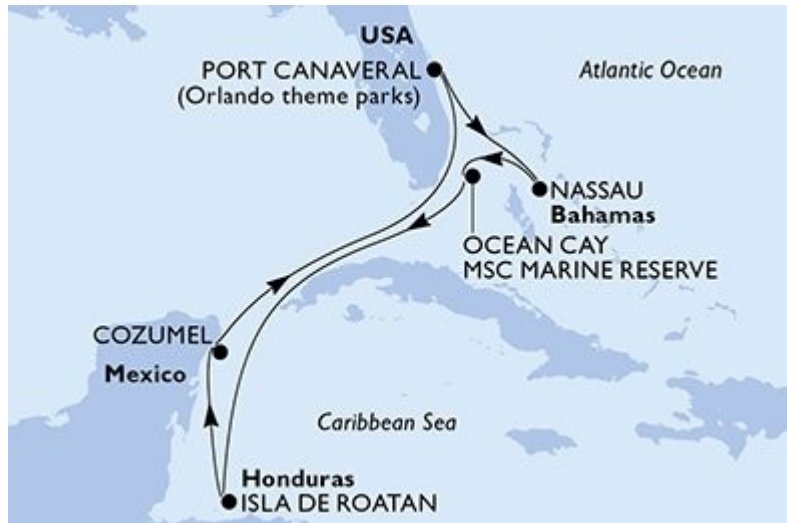 USA
PORT CANAVERAL
(Orlando theme parks)
Atlantic Ocean
NASSAU
Bahamas
OCEAN CAY
MSC MARINE RESERVE
COZUMEL
Mexico
Caribbean Sea
Honduras
ISLA DE ROATAN